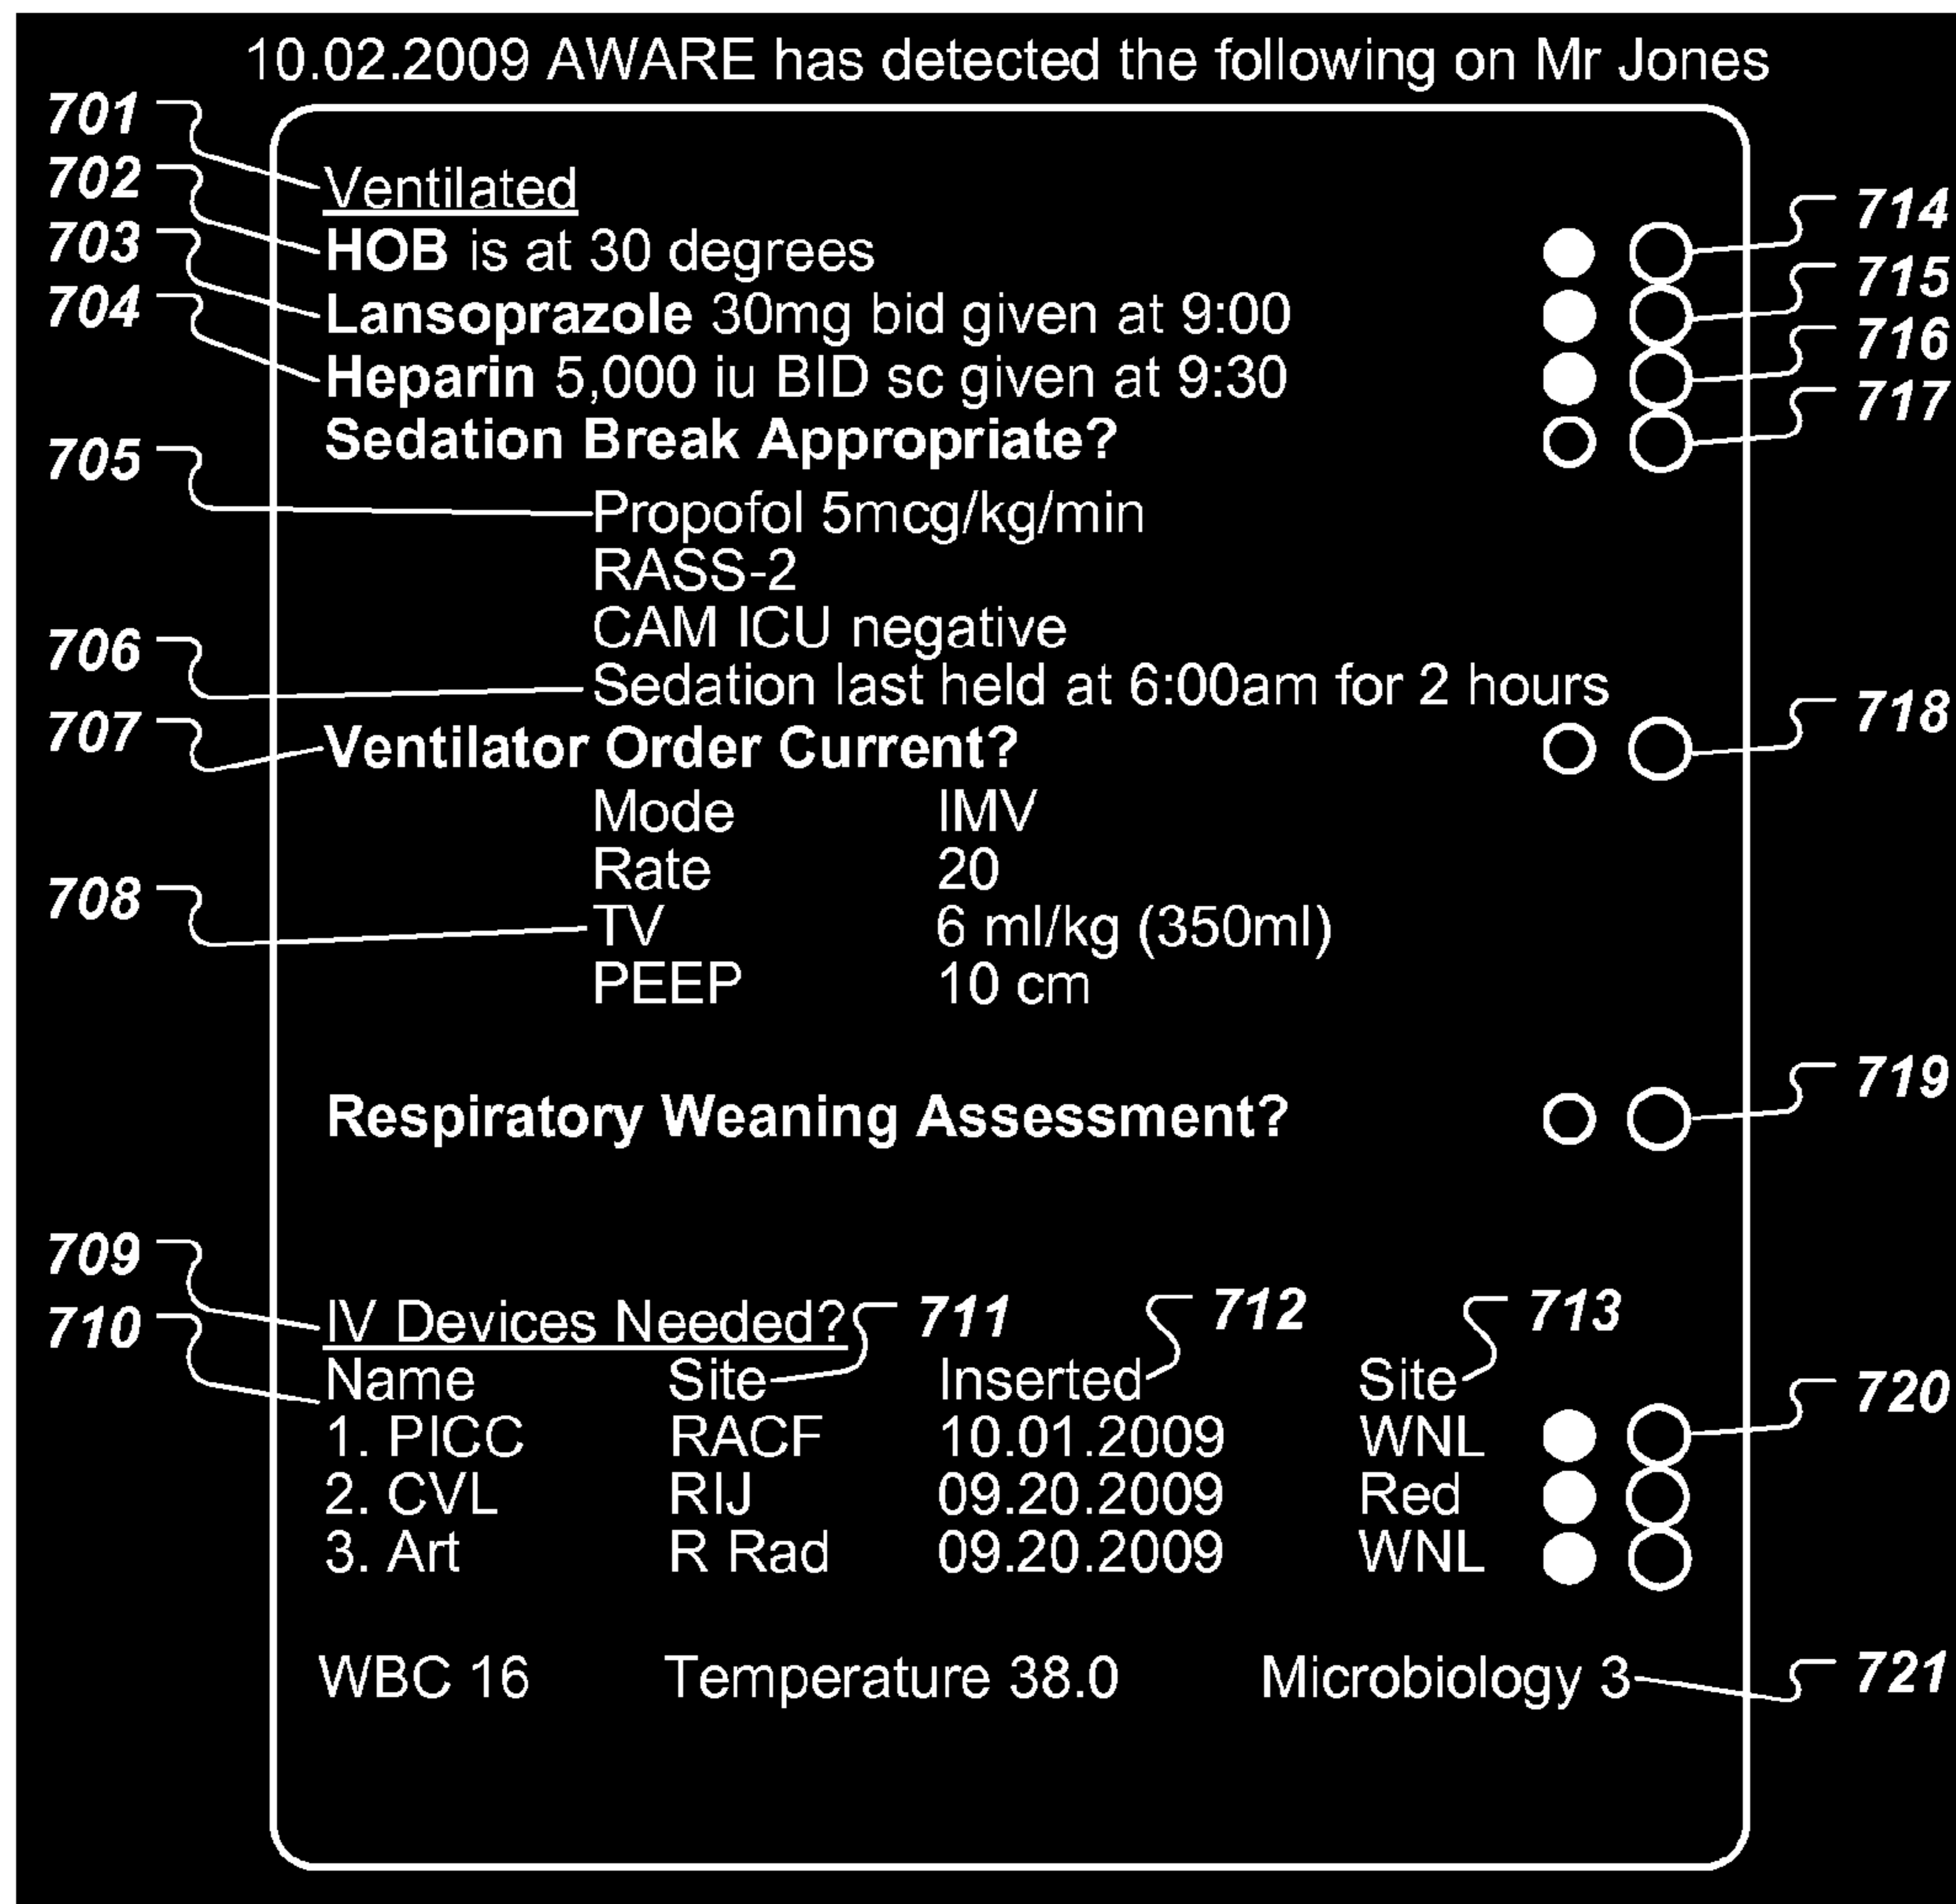 10.02.2009 AWARE has detected the following on Mr Jones
701
Ventilated
702
HOB is at 30 degrees
714
703
Lansoprazole 30mg bid given at 9:00
715
704
Heparin 5,000 iu BID sc given at 9:30
716
Sedation Break Appropriate?
717
705
Propofol 5mcg/kg/min
RASS-2
CAM ICU negative
706
Sedation last held at 6:00am for 2 hours
707
Ventilator Order Current?
718
Mode IMV
Rate 20
708
TV 6 ml/kg (350ml)
PEEP 10 cm
Respiratory Weaning Assessment?
719
709
IV Devices Needed? 711 712 713
710
Name Site Inserted Site
720
1. PICC RACF 10.01.2009 WNL
2. CVL RIJ 09.20.2009 Red
3. Art R Rad 09.20.2009 WNL
WBC 16 Temperature 38.0 Microbiology 3 721